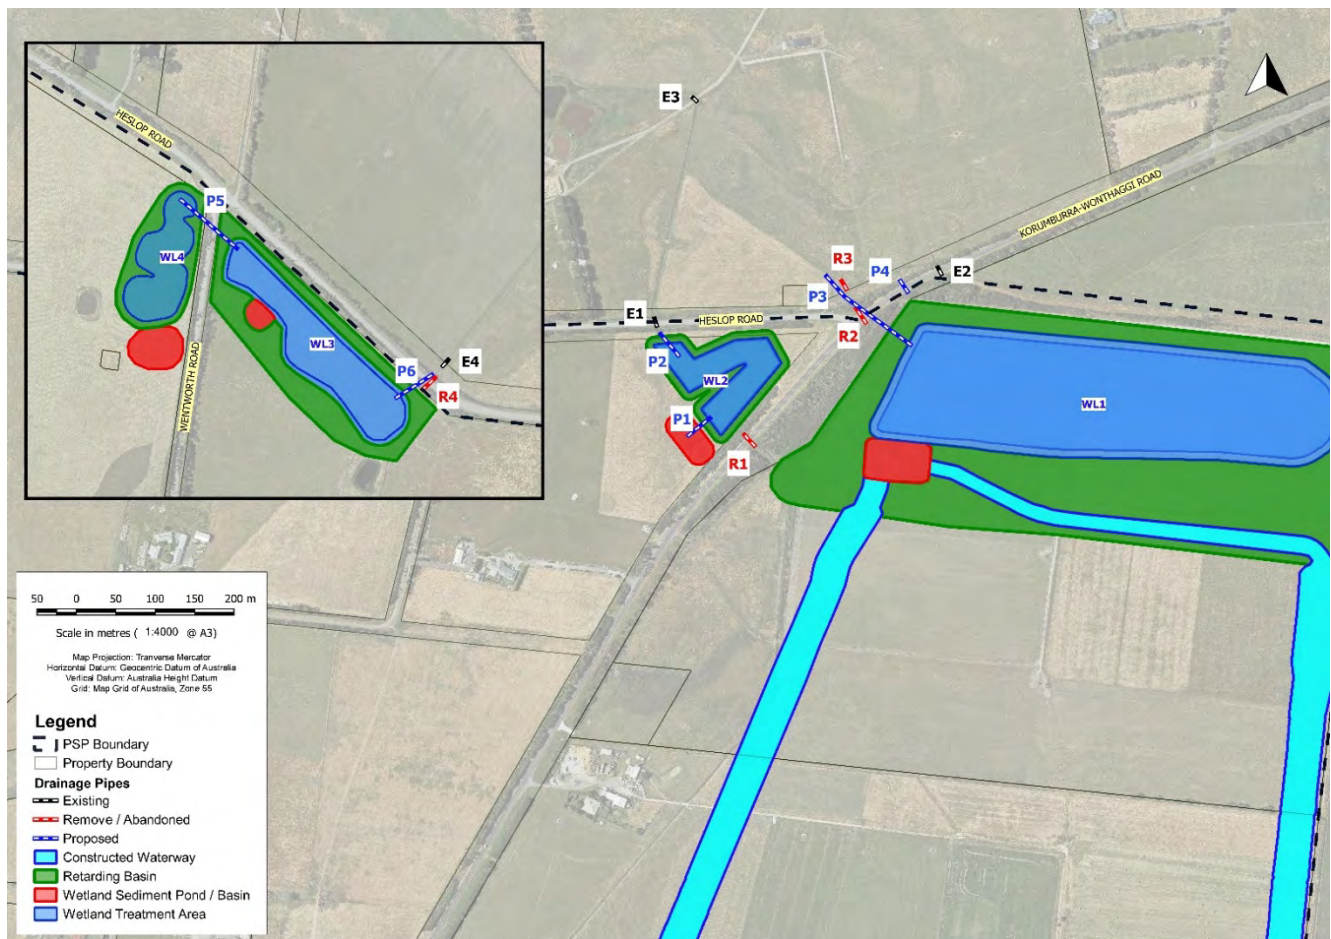 E3
HESLOP ROAD
KORUMBURRA-WONTHAGGI ROAD
P5
R3
P4
E2
WL4
P3
E1
HESLOP ROAD
R2
WL3
P2
E4
WL2
WL1
P6
R4
WENTWORTH ROAD
P1
R1
50 0 50 100 150 200 m
Scale in metres ( 1:4000 @ A3)
Map Projection: Tranverse Mercator
Horizontal Datum: Geocentric Datum of Australia
Vertical Datum: Australia Height Datum
Grid: Map Grid of Australia, Zone 55
Legend
PSP Boundary
Property Boundary
Drainage Pipes
Existing
Remove / Abandoned
Proposed
Constructed Waterway
Retarding Basin
Wetland Sediment Pond / Basin
Wetland Treatment Area